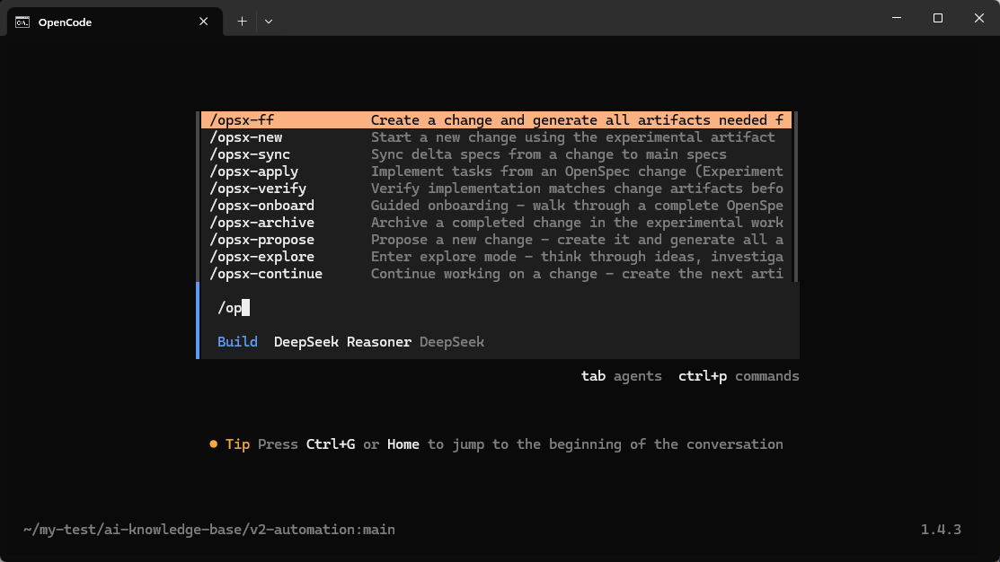 OpenCode
/opsx-ff Create a change and generate all artifacts needed f
/opsx-new Start a new change using the experimental artifact
/opsx-sync Sync delta specs from a change to main specs
/opsx-apply Implement tasks from an OpenSpec change (Experiment
/opsx-verify Verify implementation matches change artifacts befo
/opsx-onboard Guided onboarding - walk through a complete OpenSpe
/opsx-archive Archive a completed change in the experimental work
/opsx-propose Propose a new change - create it and generate all a
/opsx-explore Enter explore mode - think through ideas, investiga
/opsx-continue Continue working on a change - create the next arti
/op
Build DeepSeek Reasoner DeepSeek
tab agents ctrl+p commands
● Tip Press Ctrl+G or Home to jump to the beginning of the conversation
~/my-test/ai-knowledge-base/v2-automation:main 1.4.3